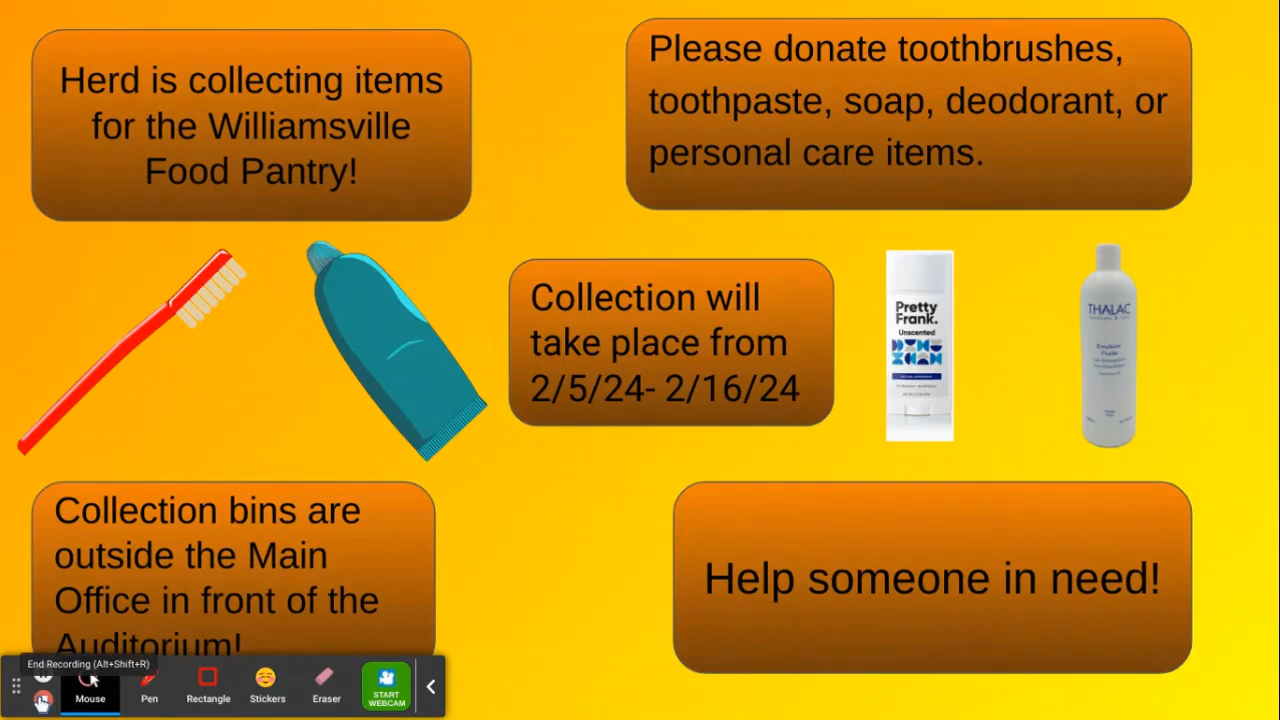 Herd is collecting items
for the Williamsville
Food Pantry!
Please donate toothbrushes,
toothpaste, soap, deodorant, or
personal care items.
Collection will
take place from
2/5/24- 2/16/24
Pretty
Frank.
Unscented
THALAC
Emulsion
Fluide
Collection bins are
outside the Main
Office in front of the
Auditorium!
Help someone in need!
End Recording (Alt+Shift+R)
Mouse
Pen
Rectangle
Stickers
Eraser
START
WEBCAM